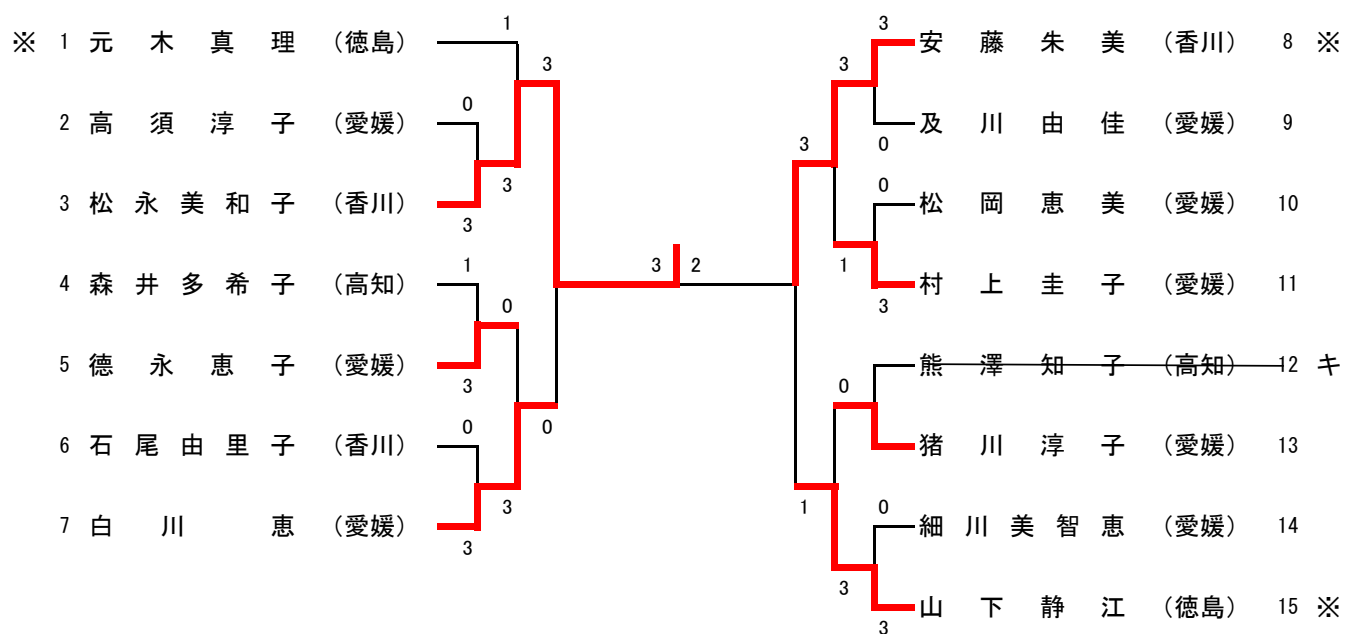 1 3
※ 1 元木真理 (徳島) 安藤朱美 (香川) 8 ※
3 3
0
2 高須淳子 (愛媛) 及川由佳 (愛媛) 9
3 0
3 0
3 松永美和子 (香川) 松岡恵美 (愛媛) 10
3
1 3 2 1
4 森井多希子 (高知) 村上圭子 (愛媛) 11
0 3
5 德永恵子 (愛媛) 熊澤知子 (高知) 12 キ
3 0
0 0
6 石尾由里子 (香川) 猪川淳子 (愛媛) 13
3 1 0
7 白川恵 (愛媛) 細川美智恵 (愛媛) 14
3
3
山下静江 (徳島) 15 ※
3